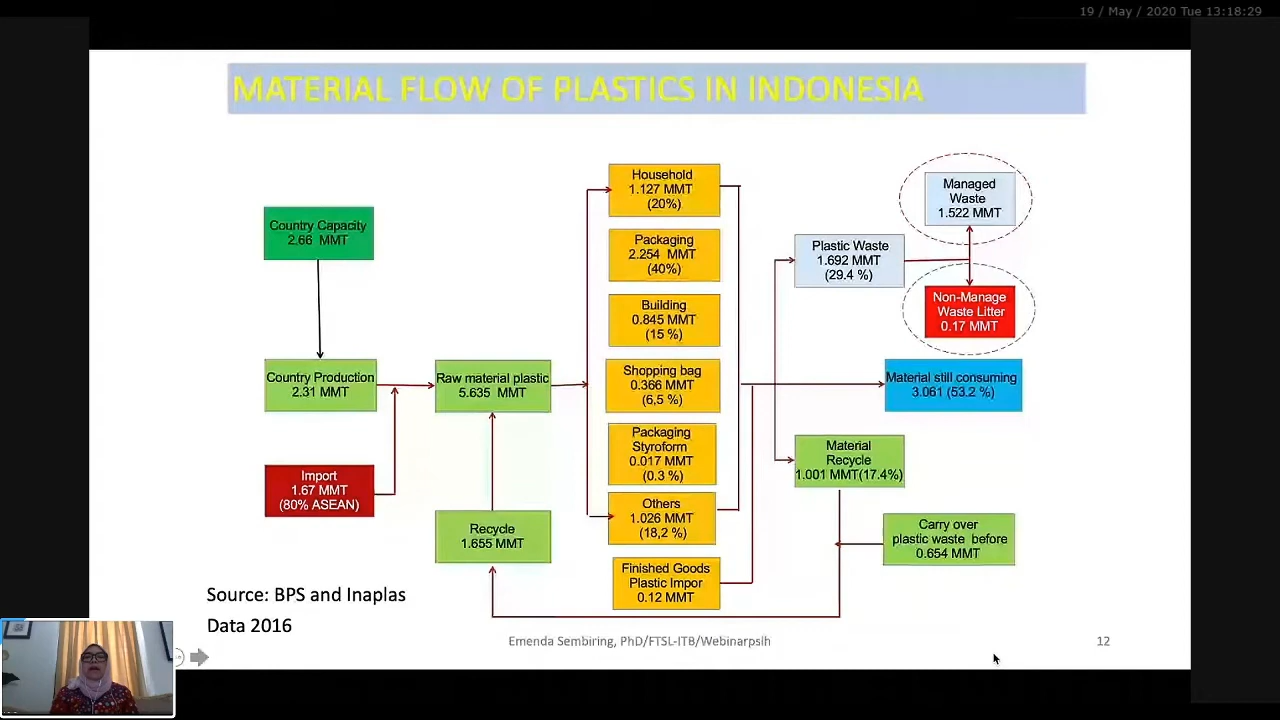 19 / May / 2020 Tue 13:18:29
MATERIAL FLOW OF PLASTICS IN INDONESIA
Country Capacity
2.66 MMT
Country Production
2.31 MMT
Import
1.67 MMT
(80% ASEAN)
Raw material plastic
5.635 MMT
Recycle
1.655 MMT
Household
1.127 MMT
(20%)
Packaging
2.254 MMT
(40%)
Building
0.845 MMT
(15 %)
Shopping bag
0.366 MMT
(6,5 %)
Packaging
Styroform
0.017 MMT
(0.3 %)
Others
1.026 MMT
(18,2 %)
Finished Goods
Plastic Impor
0.12 MMT
Plastic Waste
1.692 MMT
(29.4 %)
Managed
Waste
1.522 MMT
Non-Manage
Waste Litter
0.17 MMT
Material still consuming
3.061 (53.2 %)
Material
Recycle
1.001 MMT(17.4%)
Carry over
plastic waste before
0.654 MMT
Source: BPS and Inaplas
Data 2016
Emenda Sembiring, PhD/FTSL-ITB/Webinarpslh
12